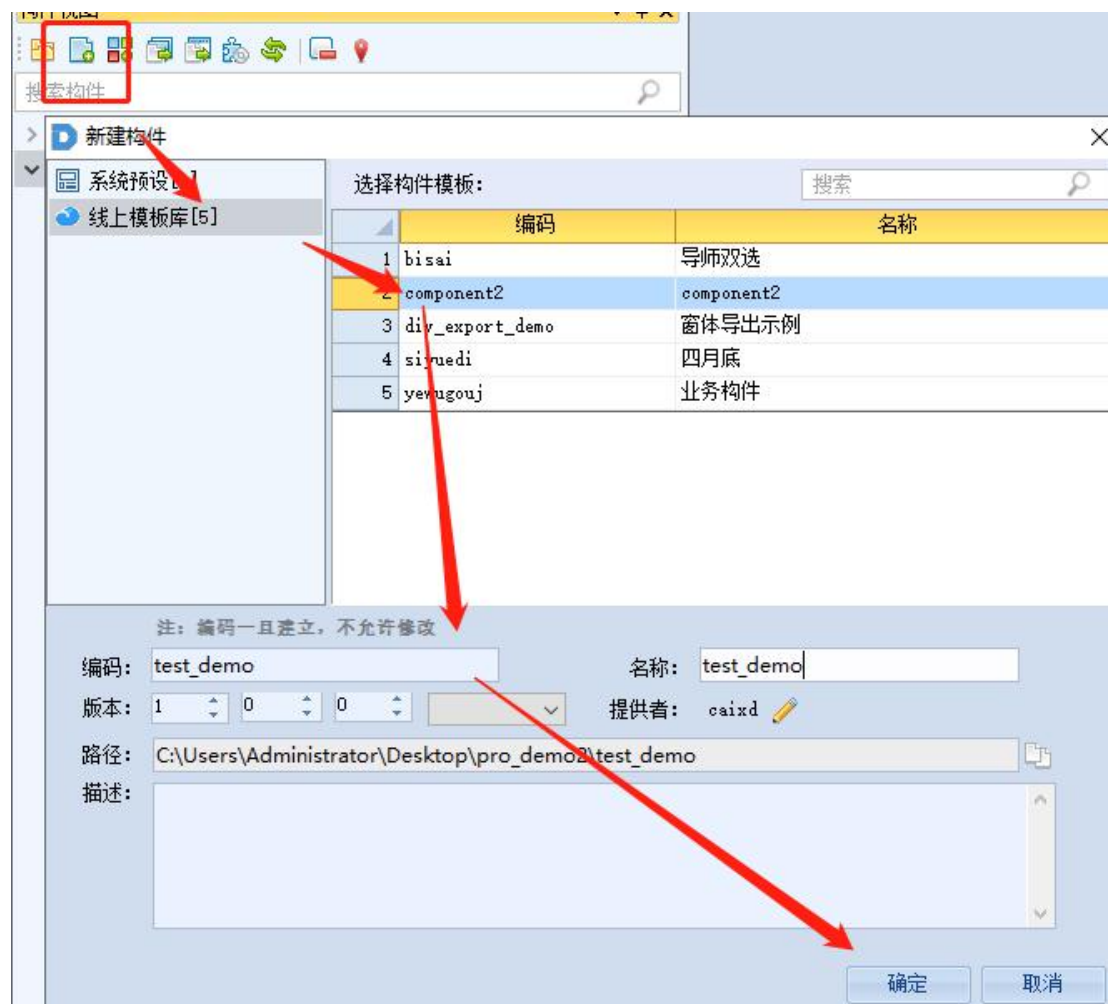 构件视图
搜索构件
新建构件
系统预设
线上模板库[5]
选择构件模板:
搜索
编码 名称
1 bisai 导师双选
2 component2 component2
3 div_export_demo 窗体导出示例
4 siyuedi 四月底
5 yewugouj 业务构件
注: 编码一旦建立, 不允许修改
编码: test_demo 名称: test_demo
版本: 1 0 0 提供者: caixd
路径: C:\Users\Administrator\Desktop\pro_demo2\test_demo
描述:
确定 取消